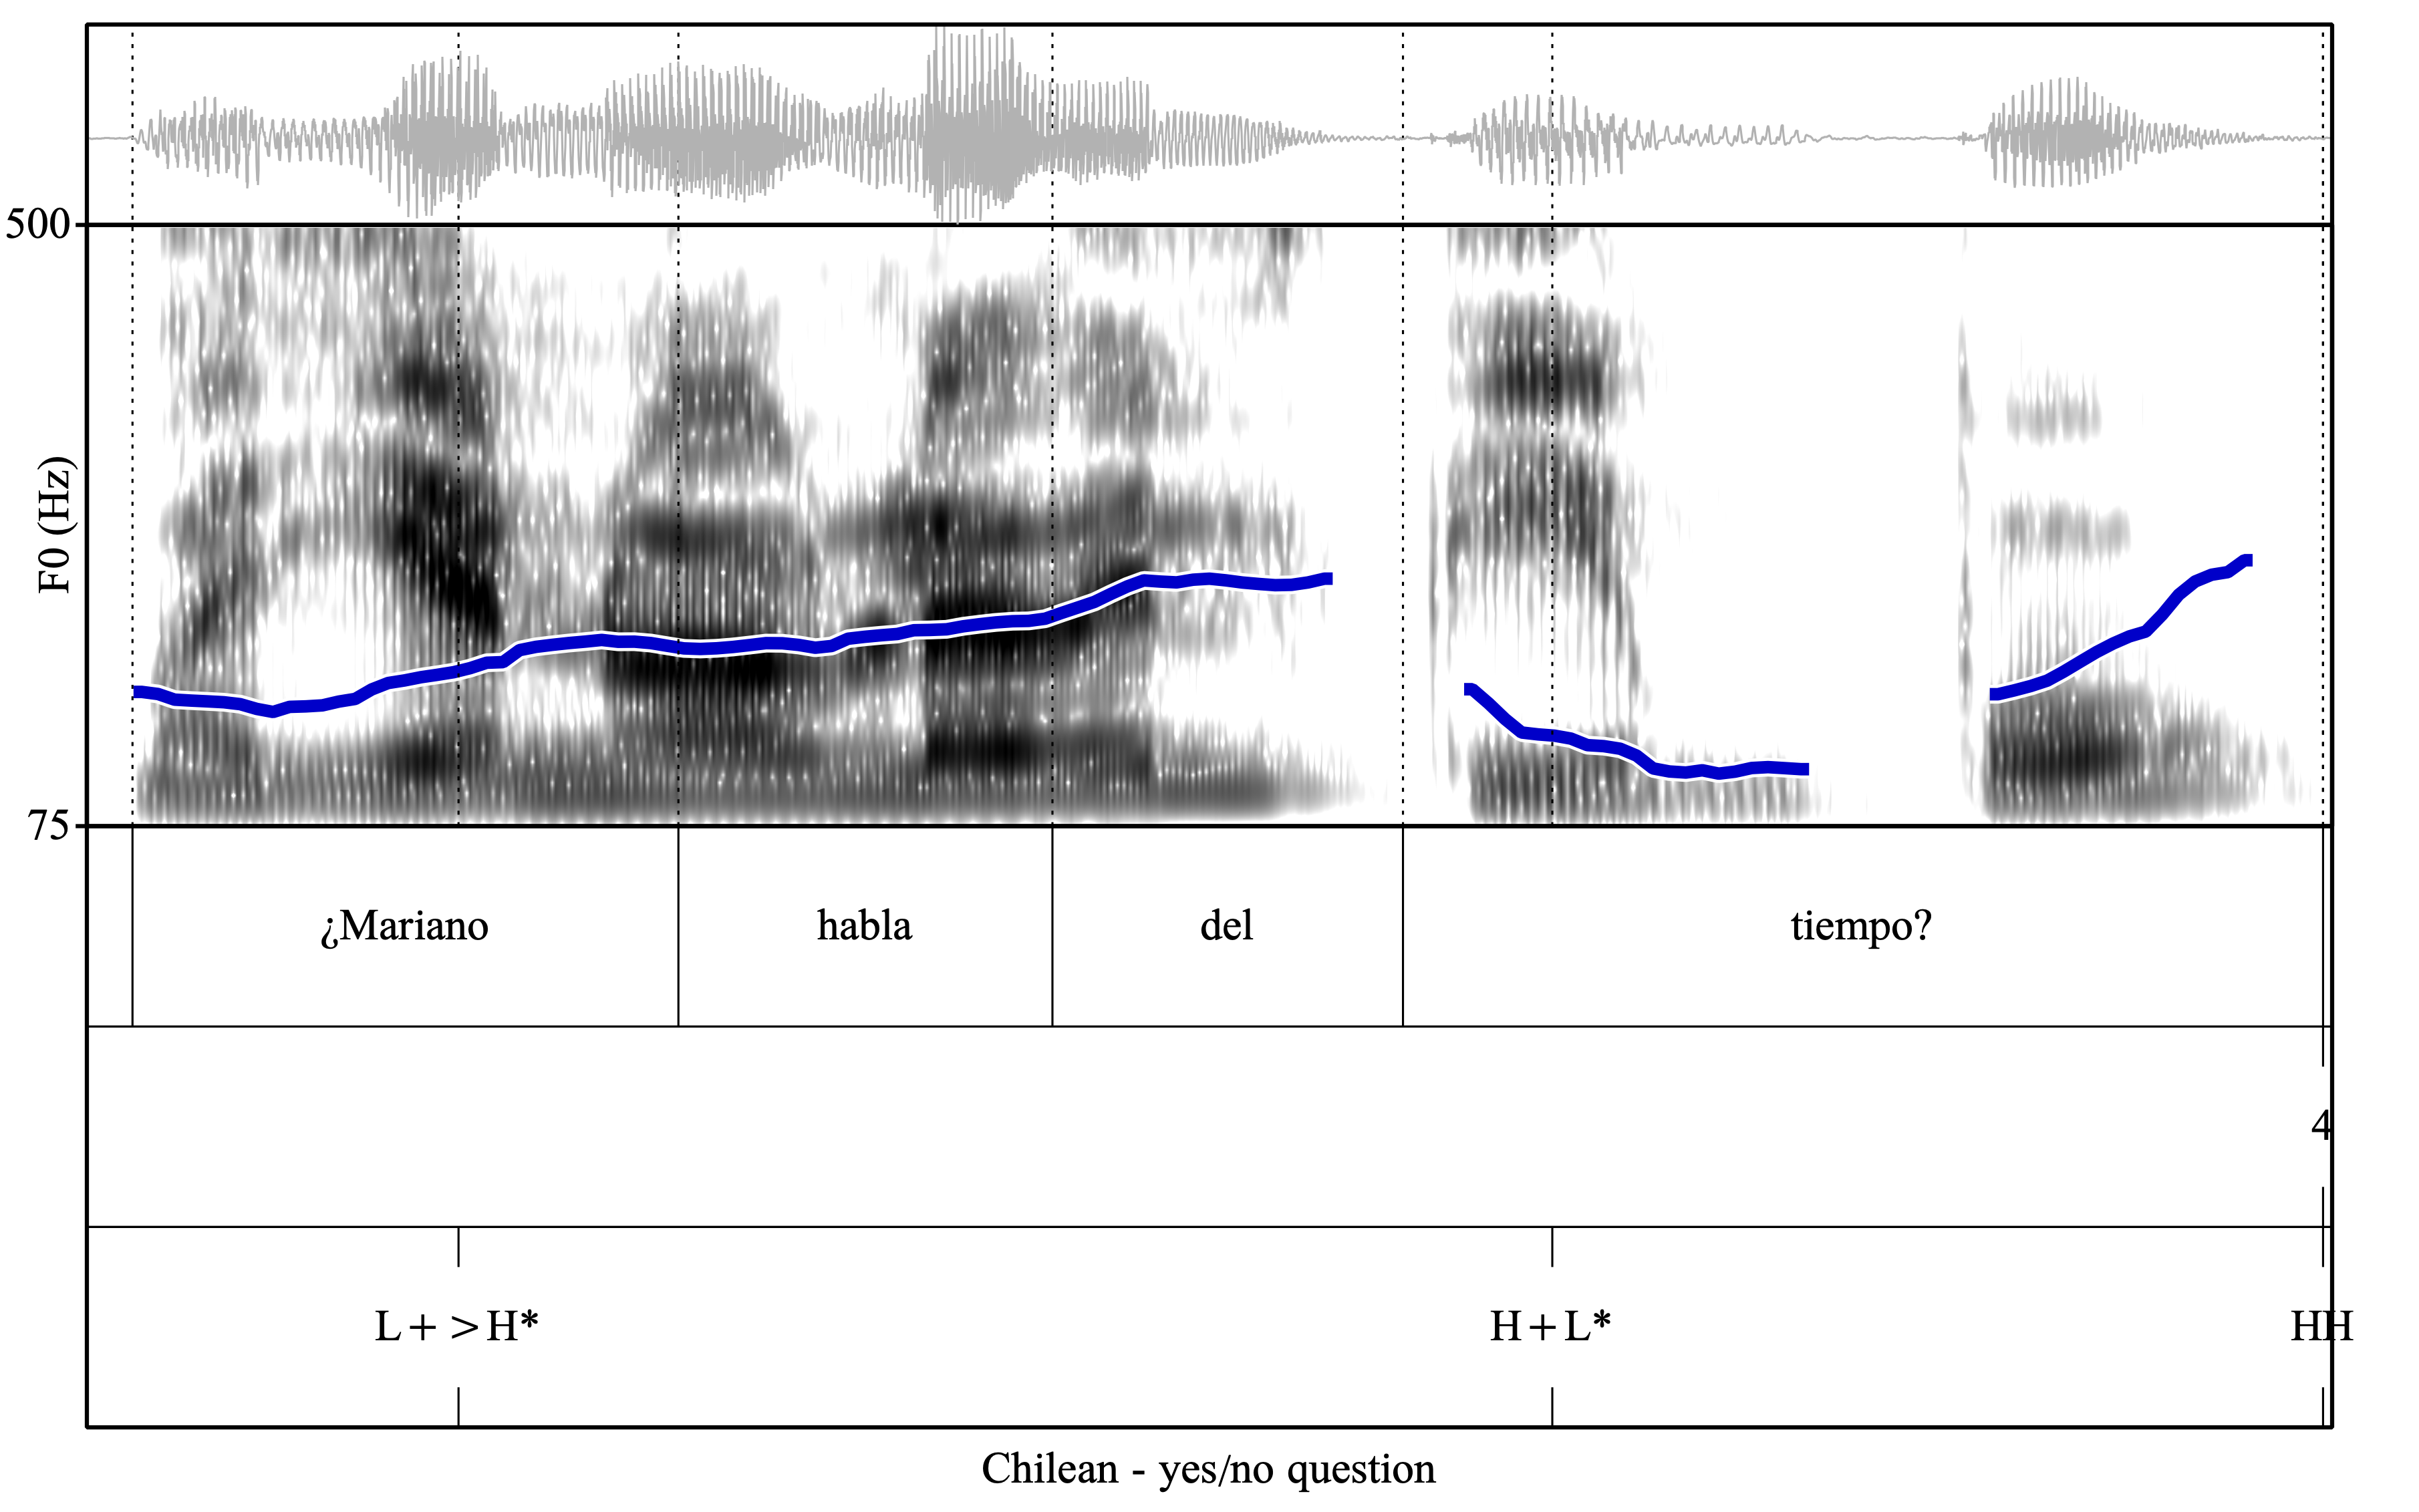 500
F0 (Hz)
75
¿Mariano habla del tiempo?
4
L+>H* H+L* HH
Chilean - yes/no question